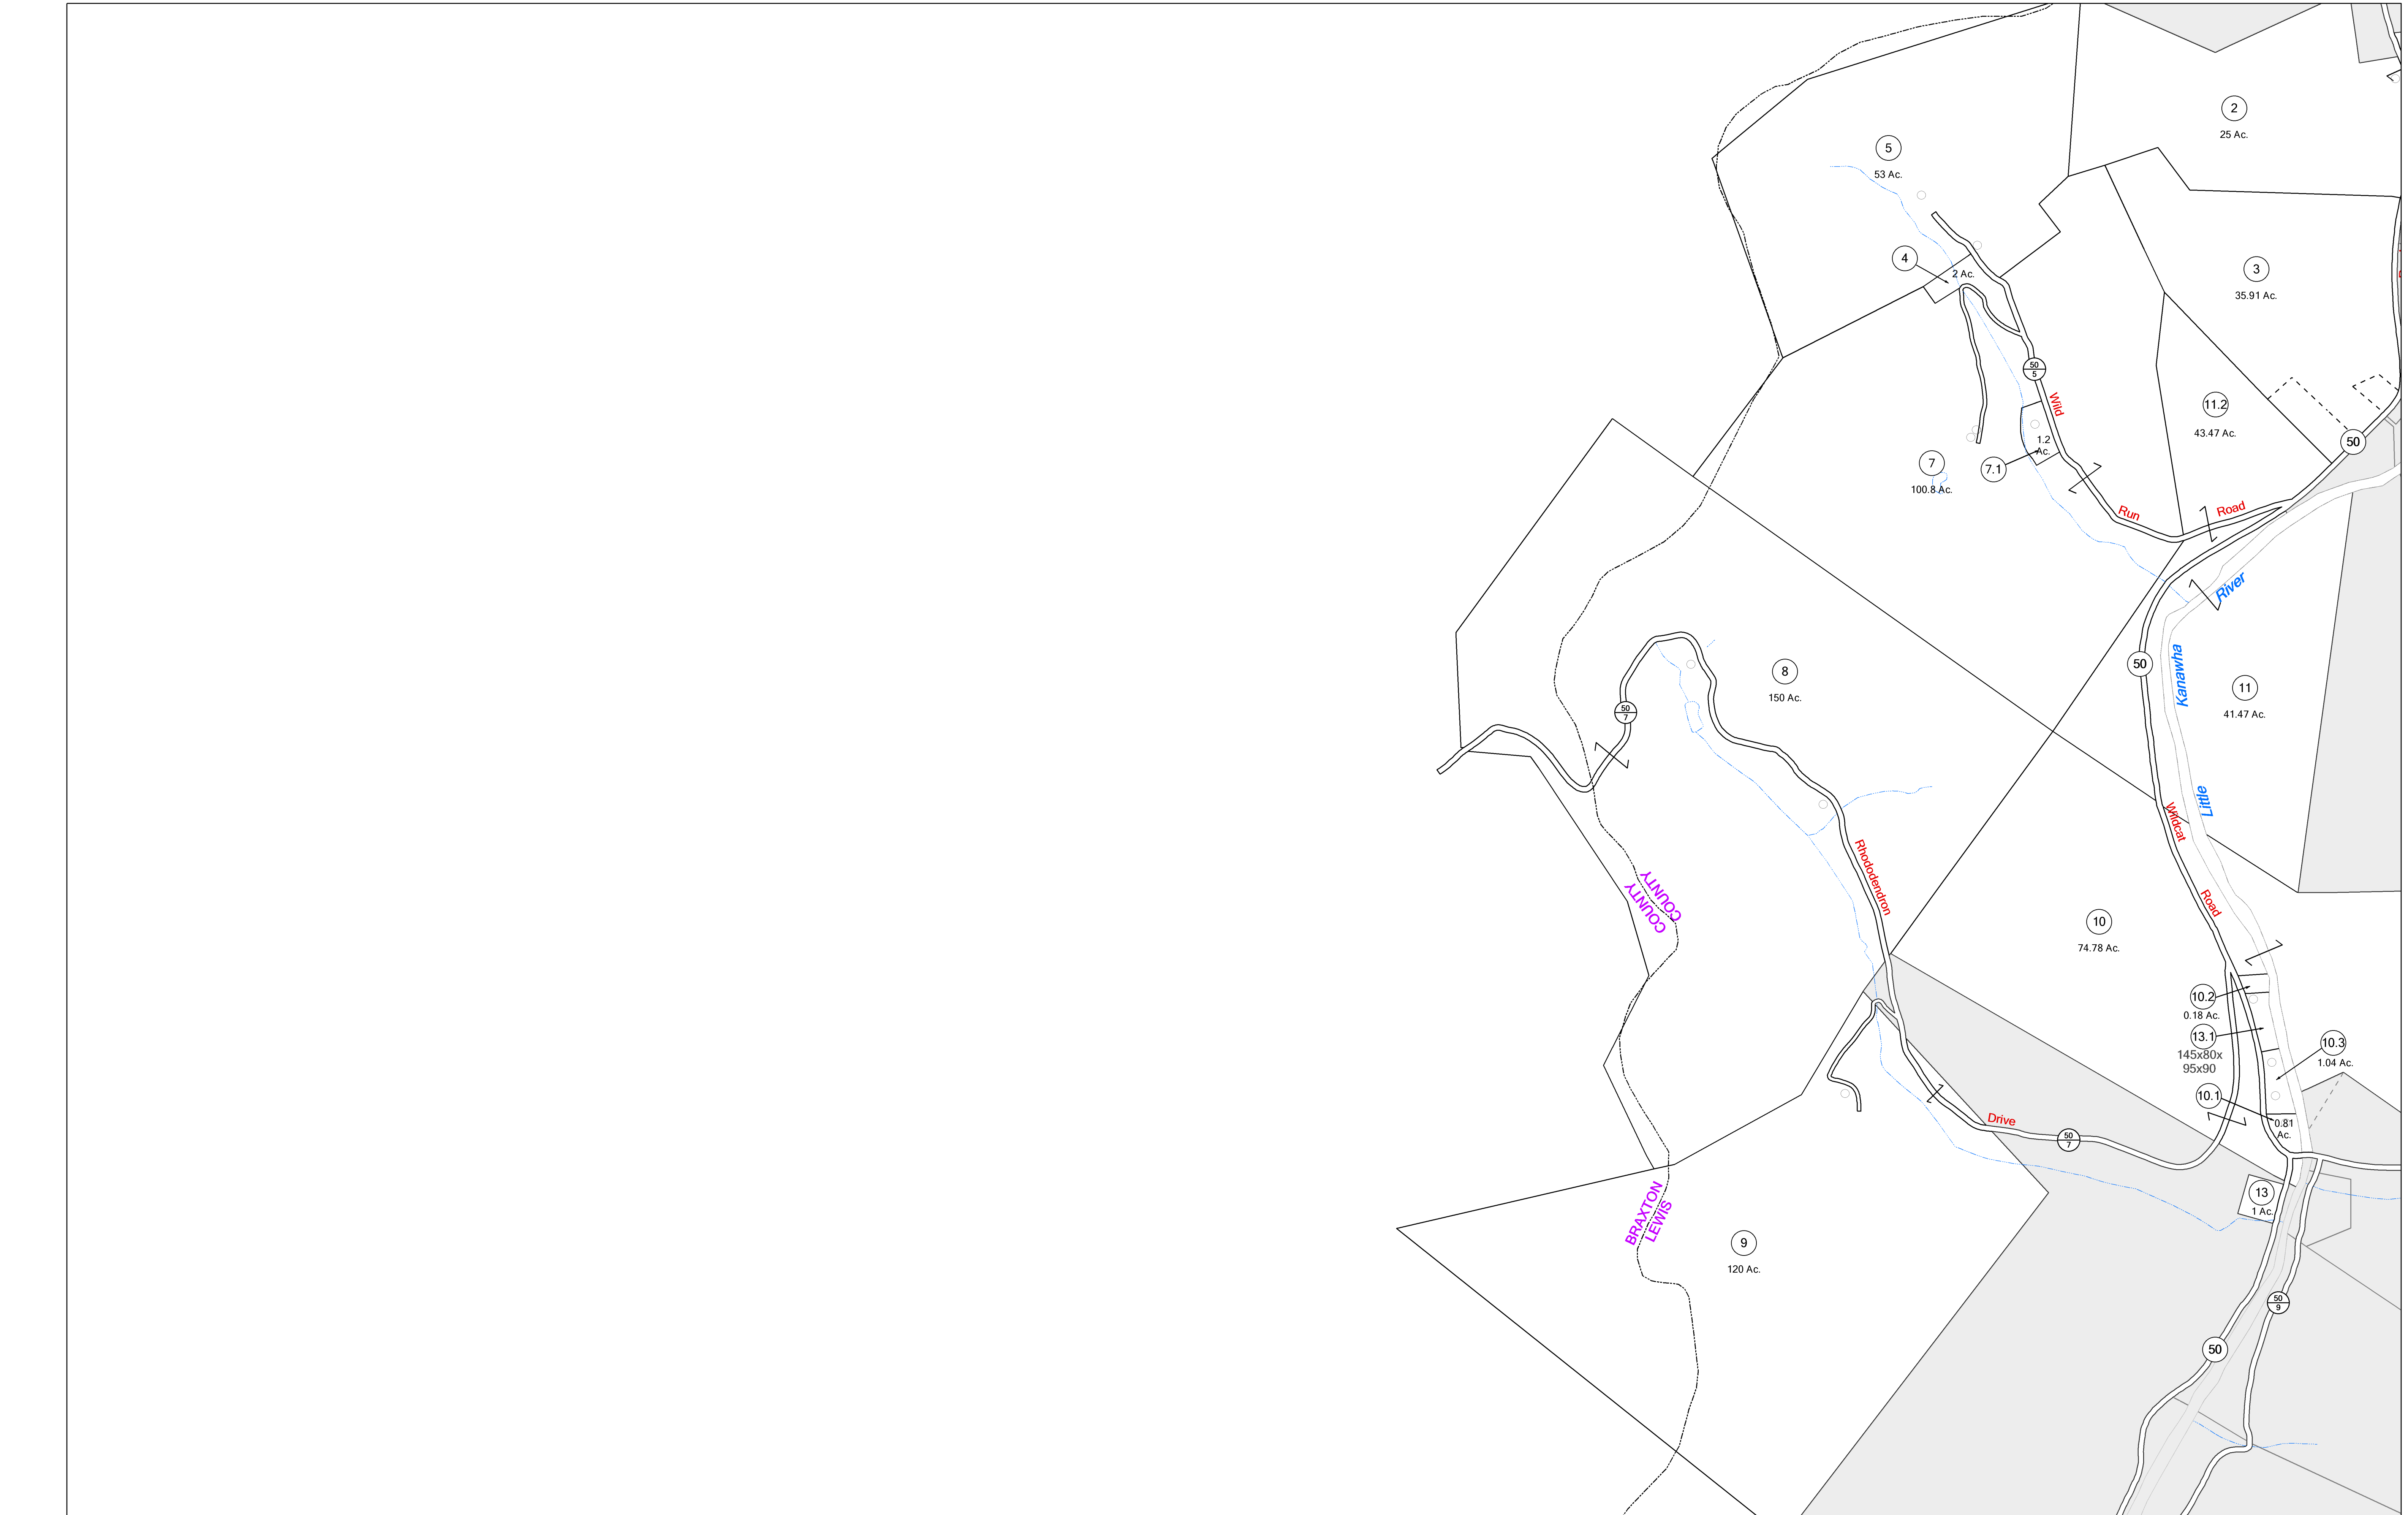 2
25 Ac.
5
53 Ac.
4
2 Ac.
3
35.91 Ac.
50
5
Wild
11.2
43.47 Ac.
1.2
Ac.
50
7
100.8 Ac.
7.1
Run
Road
River
50
Kanawha
8
150 Ac.
11
41.47 Ac.
50
7
Little
Wildcat
Rhododendron
COUNTY
COUNTY
Road
10
74.78 Ac.
10.2
0.18 Ac.
13.1
145x80x
95x90
10.3
1.04 Ac.
10.1
0.81
Ac.
Drive
50
7
13
1 Ac.
BRAXTON
LEWIS
9
120 Ac.
50
9
50